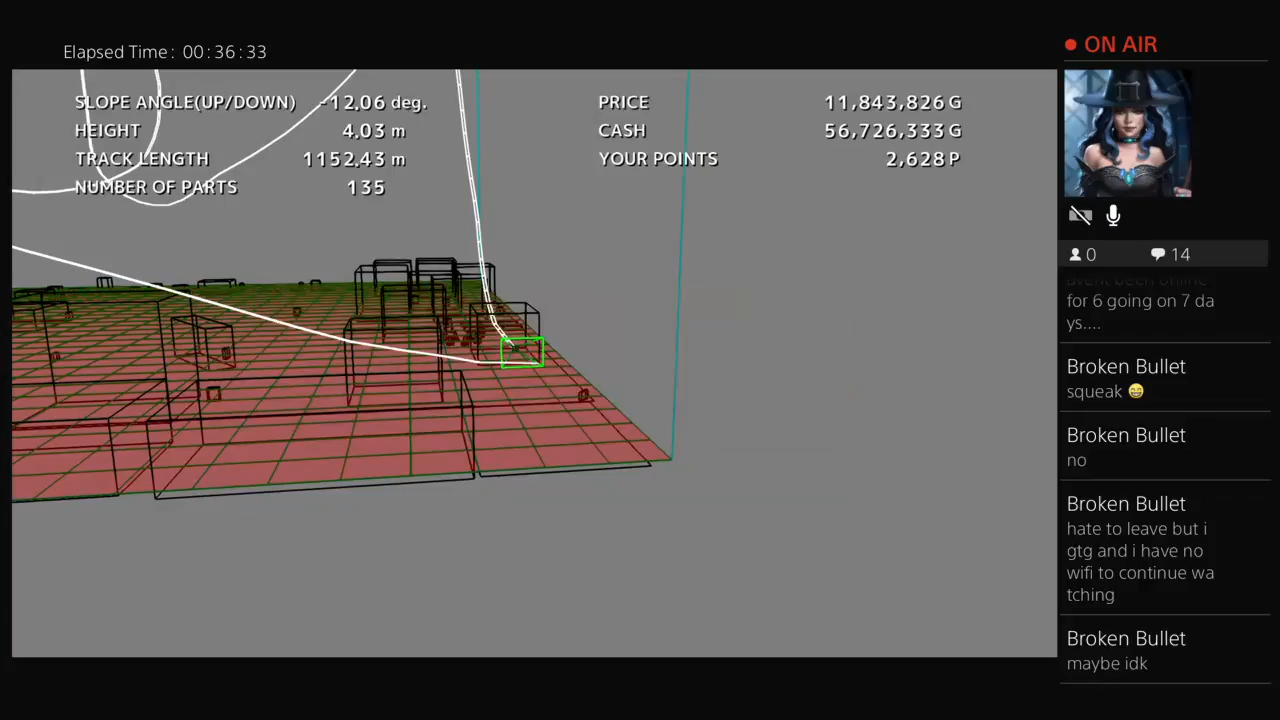 Elapsed Time: 00:36:33
ON AIR
SLOPE ANGLE(UP/DOWN) -12.06 deg.
HEIGHT 4.03 m
TRACK LENGTH 1152.43 m
NUMBER OF PARTS 135
PRICE 11,843,826 G
CASH 56,726,333 G
YOUR POINTS 2,628 P
0 14
avent been online
for 6 going on 7 da
ys....
Broken Bullet
squeak 😄
Broken Bullet
no
Broken Bullet
hate to leave but i
gtg and i have no
wifi to continue wa
tching
Broken Bullet
maybe idk